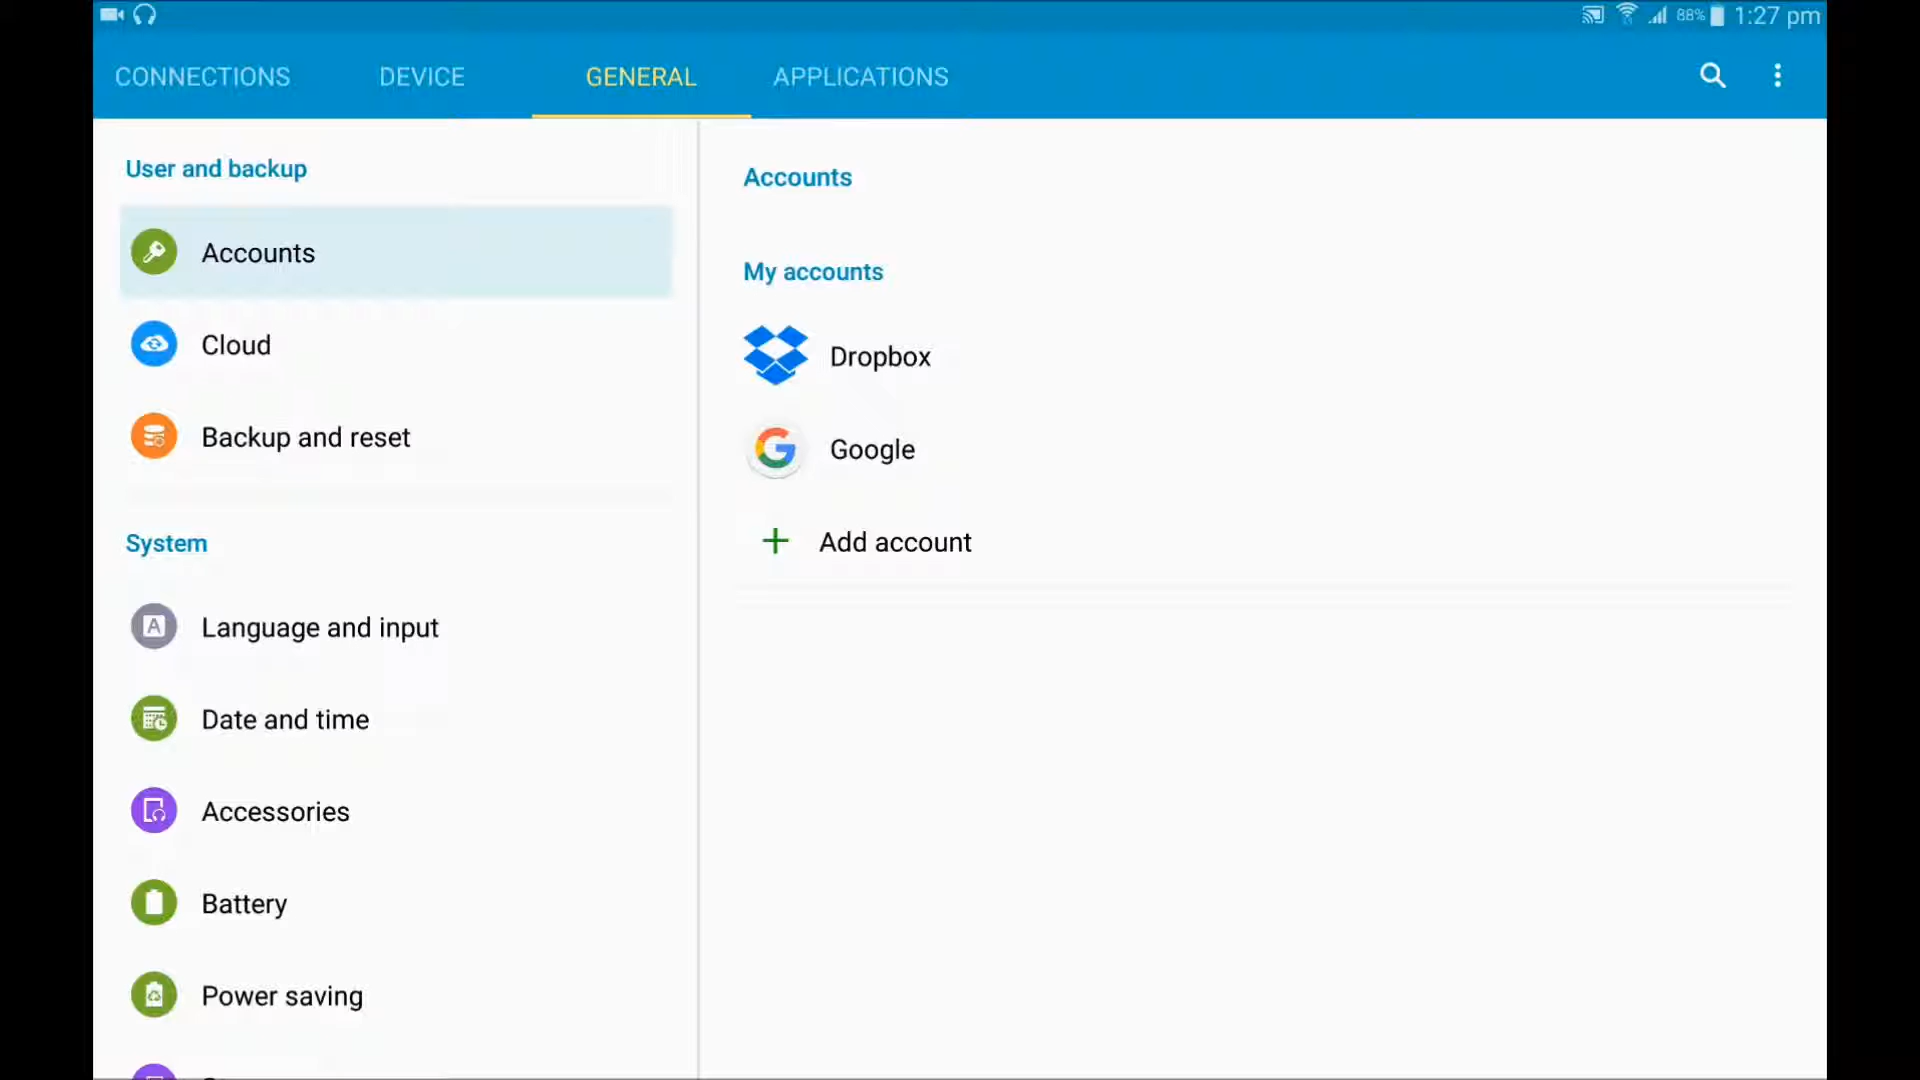 88% 1:27 pm
CONNECTIONS DEVICE GENERAL APPLICATIONS
User and backup
Accounts
Cloud
Backup and reset
System
Language and input
Date and time
Accessories
Battery
Power saving
Accounts
My accounts
Dropbox
Google
Add account